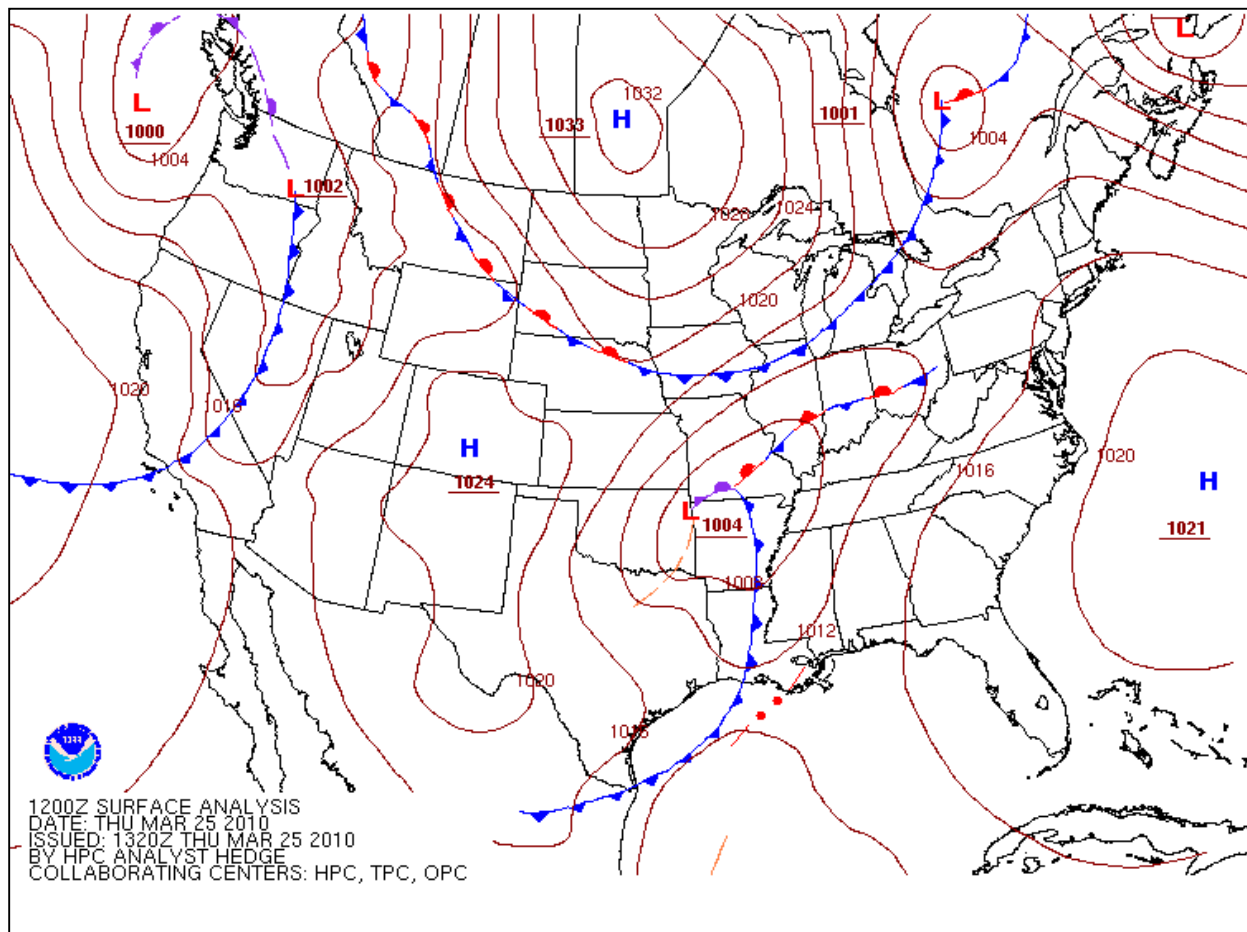 L
L
1032
1033
H
1001
L
1000
1004
1004
L 1002
1028
1024
1020
1020
1016
H
1024
1016
1020
H
L
1004
1021
1008
1012
1020
1016
1200Z SURFACE ANALYSIS
DATE: THU MAR 25 2010
ISSUED: 1320Z THU MAR 25 2010
BY HPC ANALYST HEDGE
COLLABORATING CENTERS: HPC, TPC, OPC